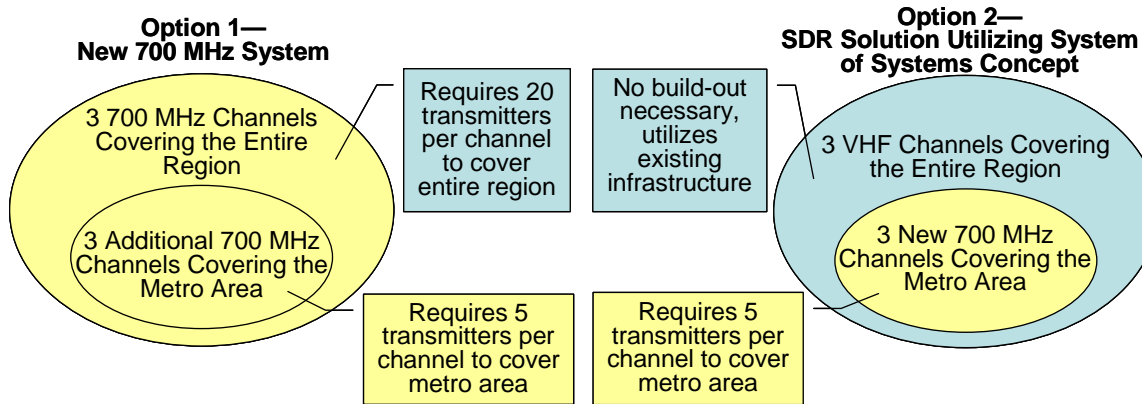 Option 1—
New 700 MHz System
3 700 MHz Channels
Covering the Entire
Region
3 Additional 700 MHz
Channels Covering the
Metro Area
Requires 20
transmitters
per channel
to cover
entire region
Requires 5
transmitters per
channel to cover
metro area
Option 2—
SDR Solution Utilizing System
of Systems Concept
No build-out
necessary,
utilizes
existing
infrastructure
3 VHF Channels Covering
the Entire Region
3 New 700 MHz
Channels Covering the
Metro Area
Requires 5
transmitters per
channel to cover
metro area